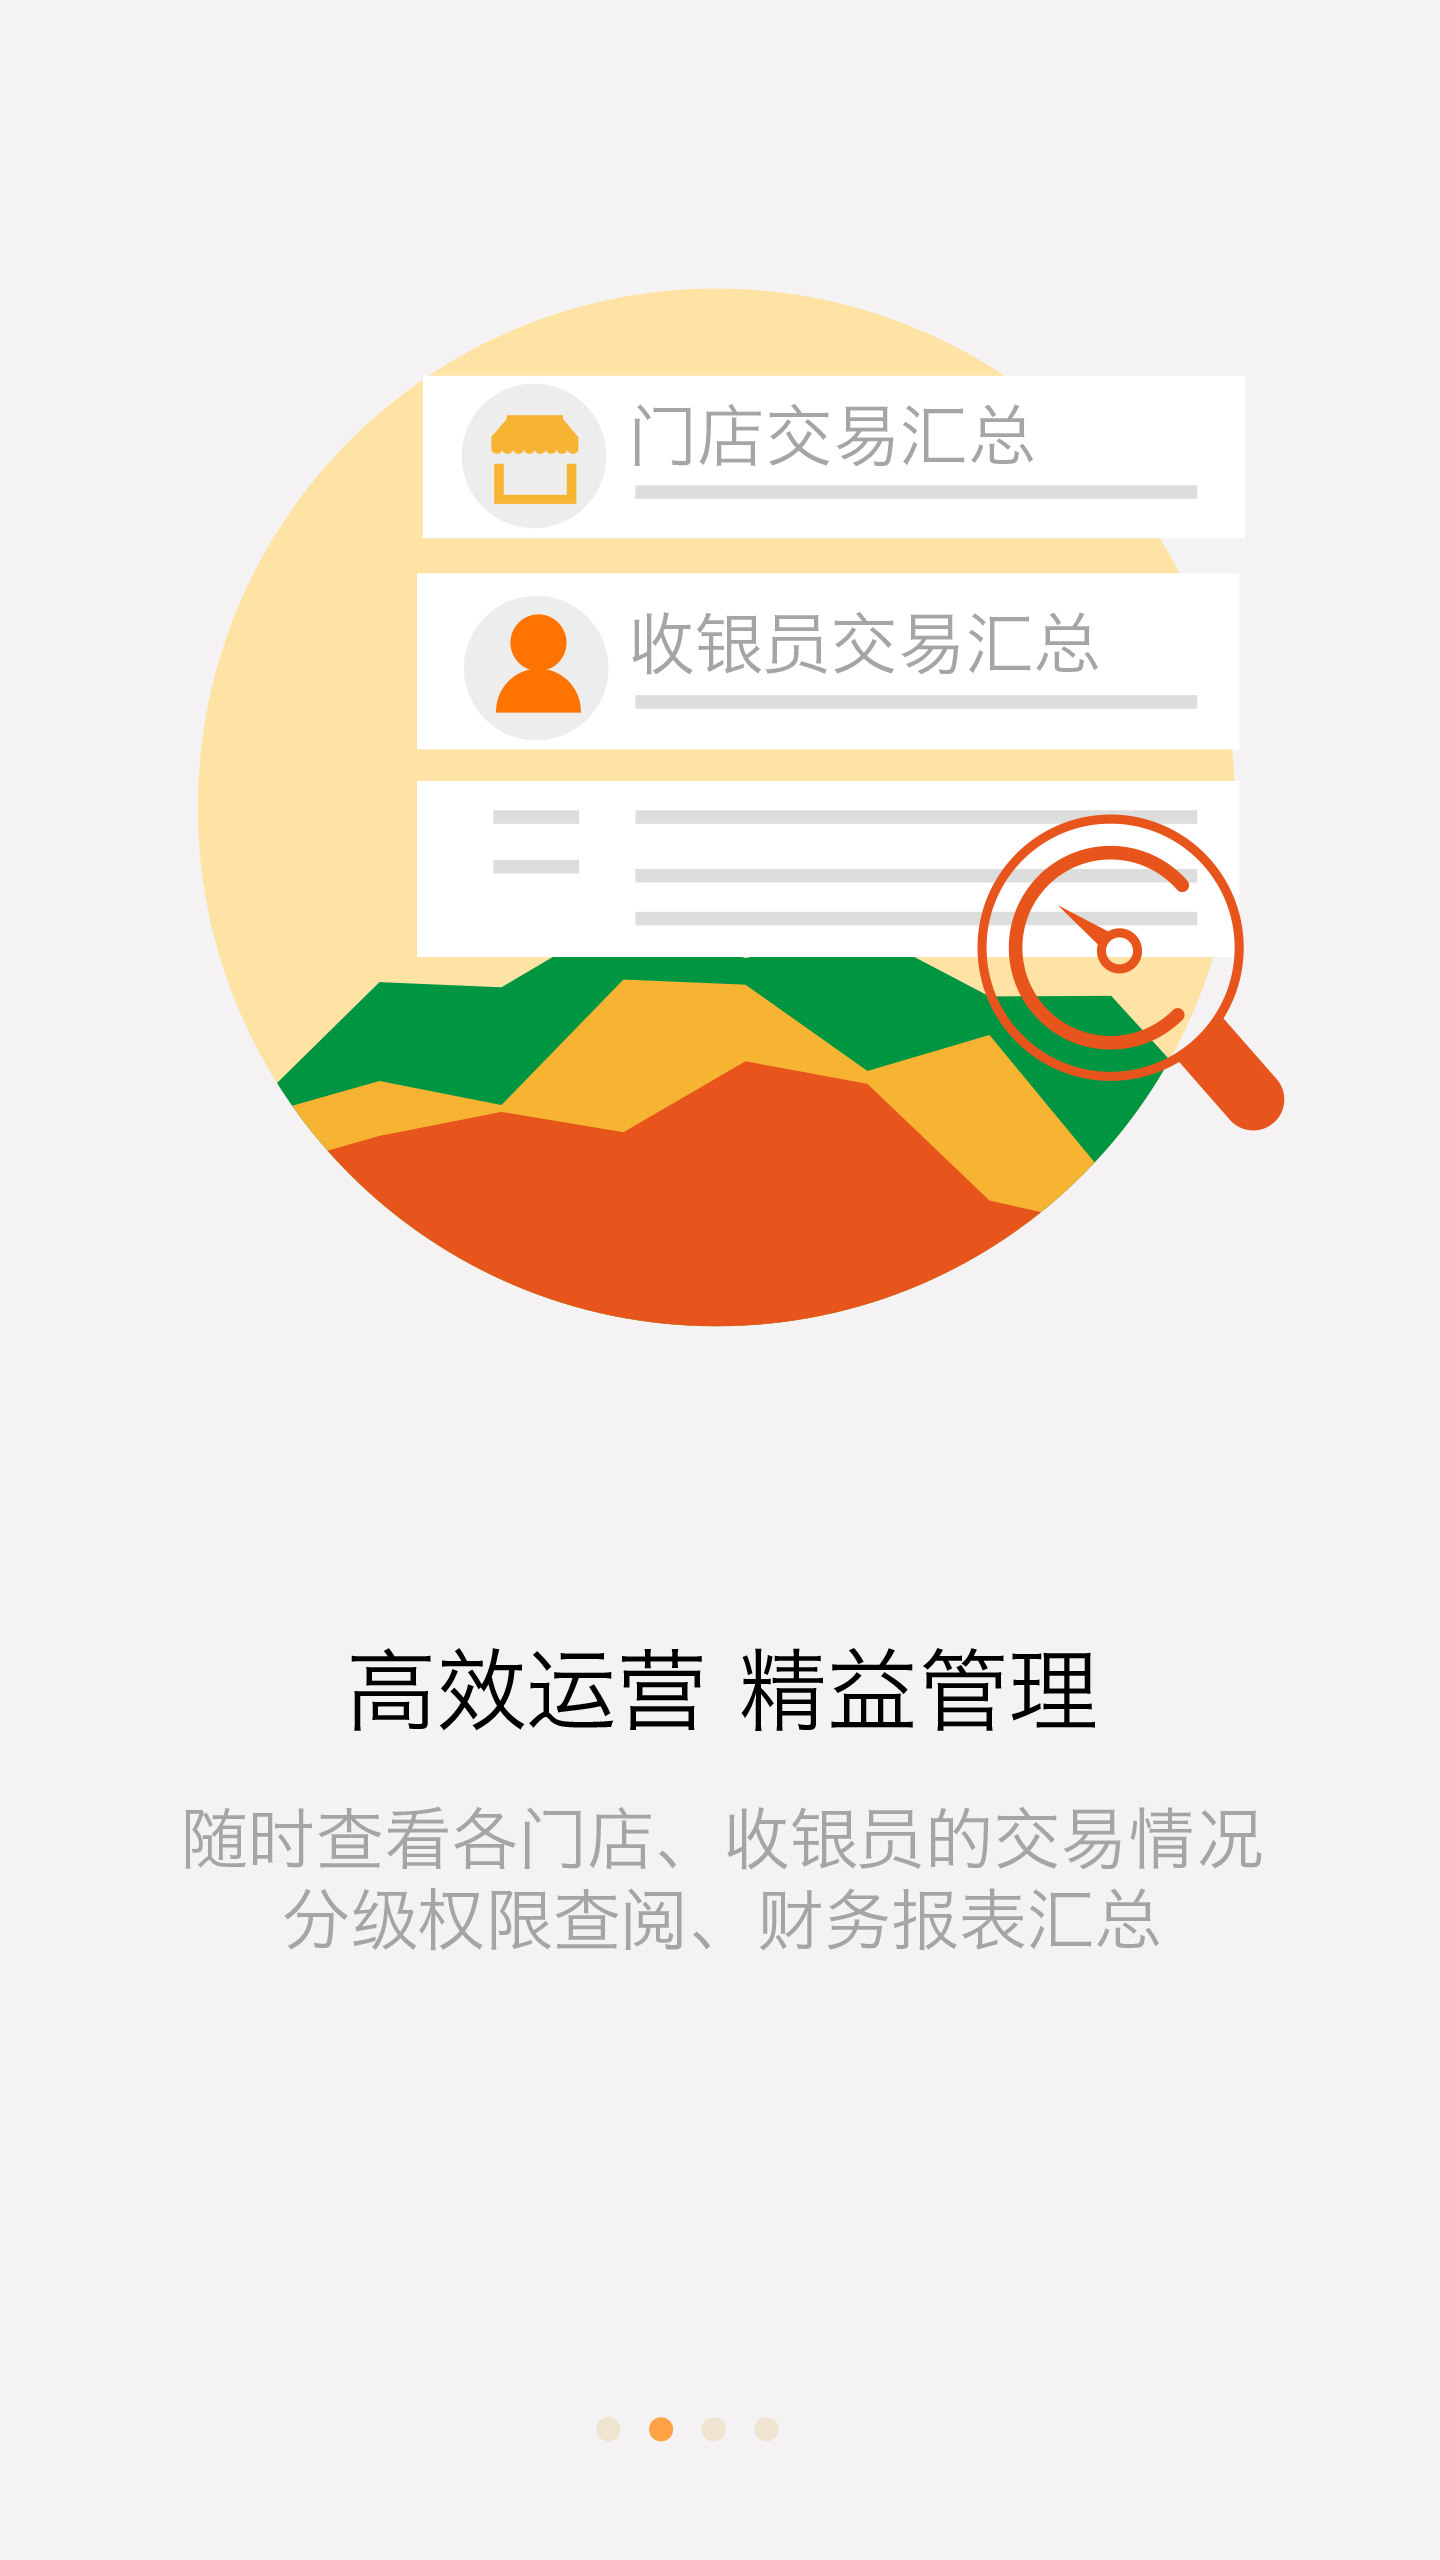 门店交易汇总
收银员交易汇总
高效运营 精益管理
随时查看各门店、收银员的交易情况
分级权限查阅、财务报表汇总